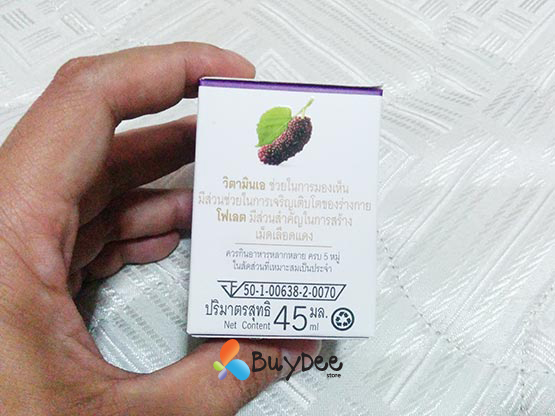 วิตามินเอ ช่วยในการมองเห็น
มีส่วนช่วยในการเจริญเติบโตของร่างกาย
โฟเลต มีส่วนสำคัญในการสร้าง
เม็ดเลือดแดง
ควรกินอาหารหลากหลาย ครบ 5 หมู่
ในสัดส่วนที่เหมาะสมเป็นประจำ
50-1-00638-2-0070
ปริมาตรสุทธิ 45 มล.
Net Content ml
BuyDee
store